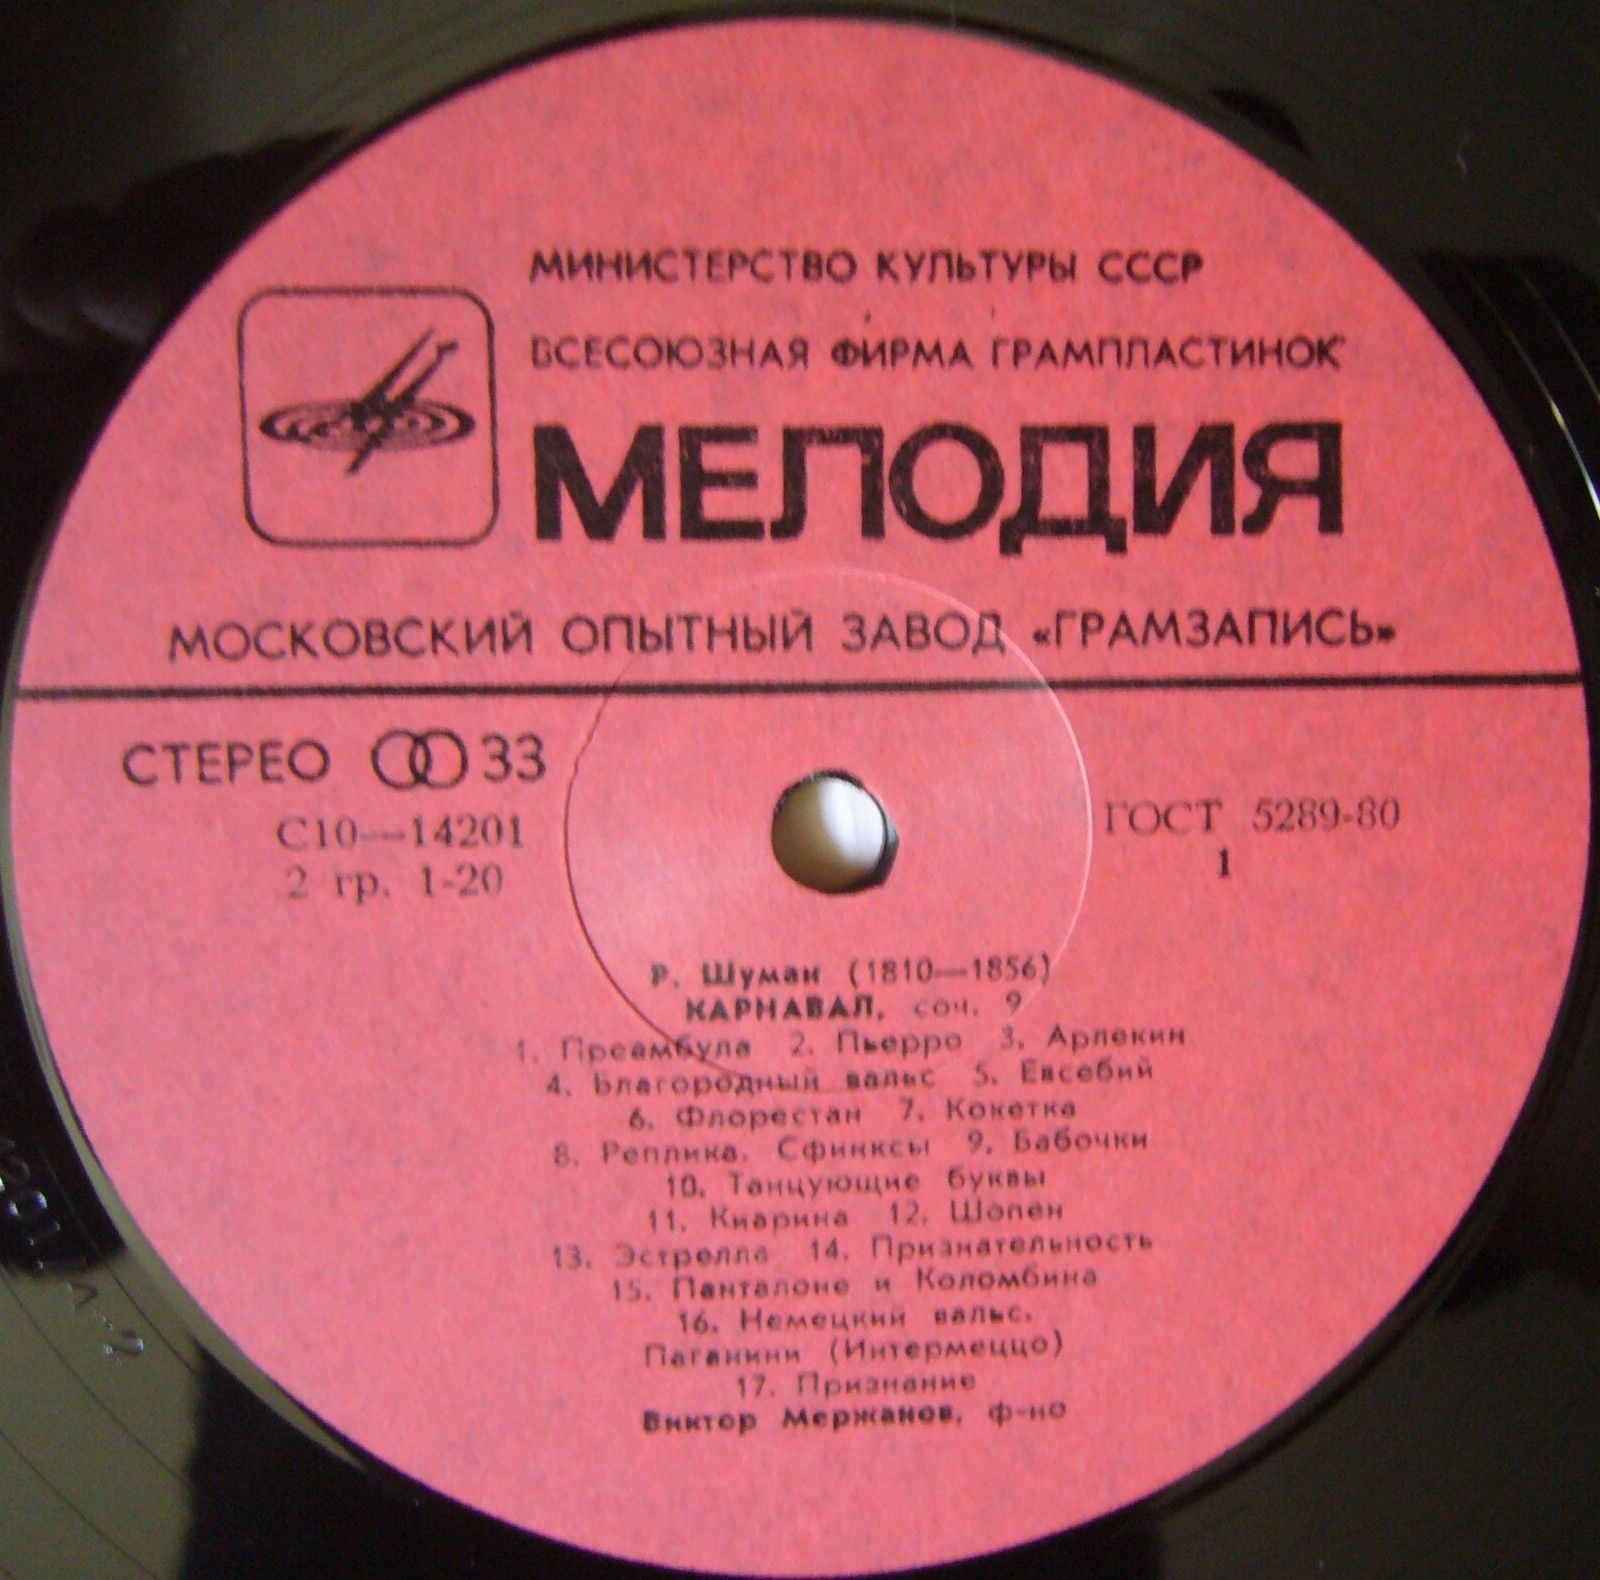 МИНИСТЕРСТВО КУЛЬТУРЫ СССР
ВСЕСОЮЗНАЯ ФИРМА ГРАМПЛАСТИНОК
МЕЛОДИЯ
МОСКОВСКИЙ ОПЫТНЫЙ ЗАВОД «ГРАМЗАПИСЬ»
СТЕРЕО 33
С10—14201
2 гр. 1-20
ГОСТ 5289-80
1
Р. Шуман (1810—1856)
КАРНАВАЛ, соч. 9
1. Преамбула 2. Пьерро 3. Арлекин
4. Благородный вальс 5. Евсебий
6. Флорестан 7. Кокетка
8. Реплика. Сфинксы 9. Бабочки
10. Танцующие буквы
11. Киарина 12. Шопен
13. Эстрелла 14. Признательность
15. Панталоне и Коломбина
16. Немецкий вальс.
Паганини (Интермеццо)
17. Признание
Виктор Мержанов, ф-но